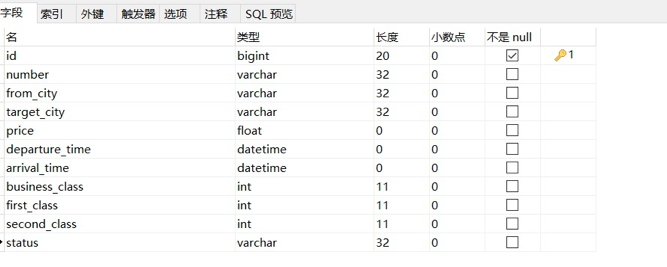 字段 索引 外键 触发器 选项 注释 SQL 预览
名 类型 长度 小数点 不是 null
id bigint 20 0 1
number varchar 32 0
from_city varchar 32 0
target_city varchar 32 0
price float 0 0
departure_time datetime 0 0
arrival_time datetime 0 0
business_class int 11 0
first_class int 11 0
second_class int 11 0
status varchar 32 0